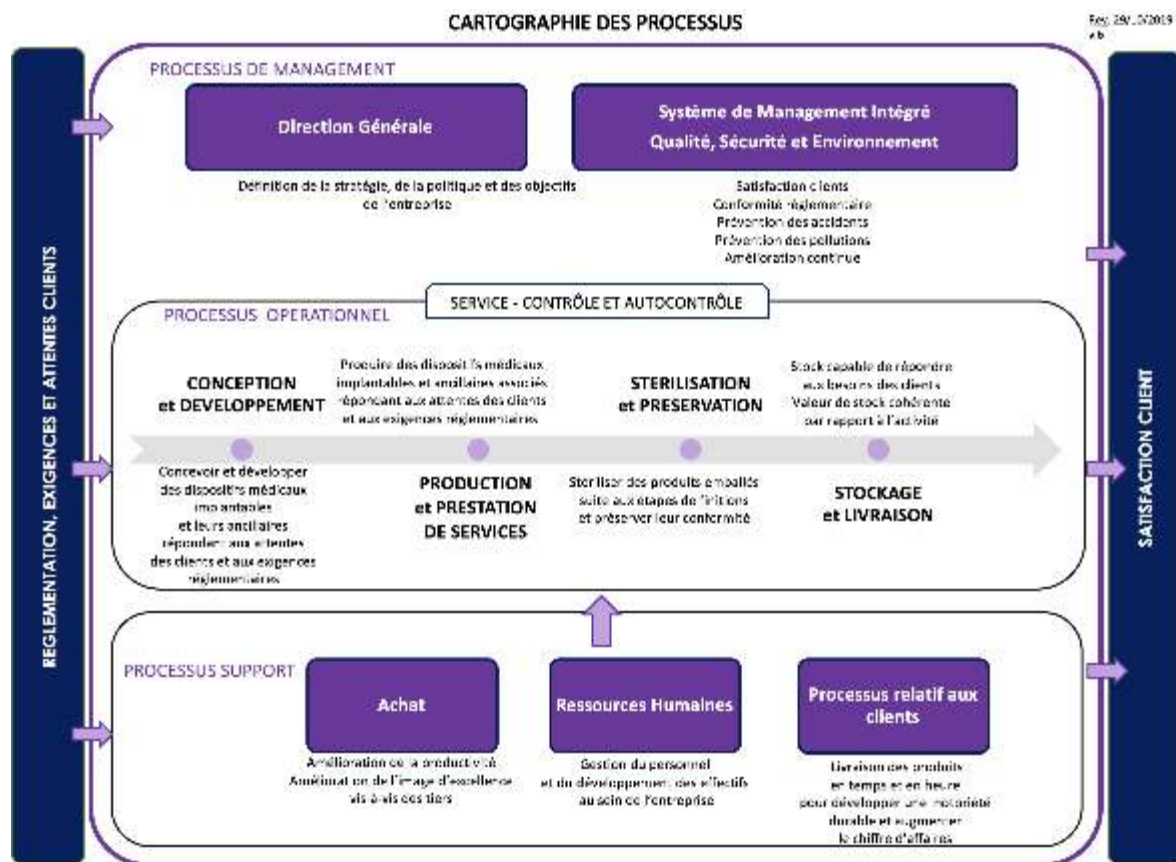 CARTOGRAPHIE DES PROCESSUS
REGLEMENTATION, EXIGENCES ET ATTENTES CLIENTS
PROCESSUS DE MANAGEMENT
Direction Générale
Définition de la stratégie, de la politique et des objectifs
de l'entreprise
Système de Management Intégré
Qualité, Sécurité et Environnement
Satisfaction clients
Conformité règlementaire
Prévention des accidents
Prévention des pollutions
Amélioration continue
SERVICE - CONTRÔLE ET AUTOCONTRÔLE
PROCESSUS OPERATIONNEL
CONCEPTION
et DEVELOPPEMENT
Concevoir et développer
des dispositifs médicaux
implantables
et leurs ancillaires
répondant aux attentes
des clients et aux exigences
réglementaires
Produire des dispositifs médicaux
implantables et ancillaires associés
répondant aux attentes des clients
et aux exigences réglementaires
PRODUCTION
et PRESTATION
DE SERVICES
STERILISATION
et PRESERVATION
Steriliser des produits emballés
suite aux étapes de finitions
et préserver leur conformité
Stock capable de répondre
aux besoins des clients
Valeur de stock cohérente
par rapport à l'activité
STOCKAGE
et LIVRAISON
PROCESSUS SUPPORT
Achat
Amélioration de la productivité
Amélioration de l'image d'excellence
vis-à-vis des tiers
Ressources Humaines
Gestion du personnel
et du développement des effectifs
au sein de l'entreprise
Processus relatif aux
clients
Livraison des produits
en temps et en heure
pour développer une notoriété
durable et augmenter
le chiffre d'affaires
SATISFACTION CLIENT